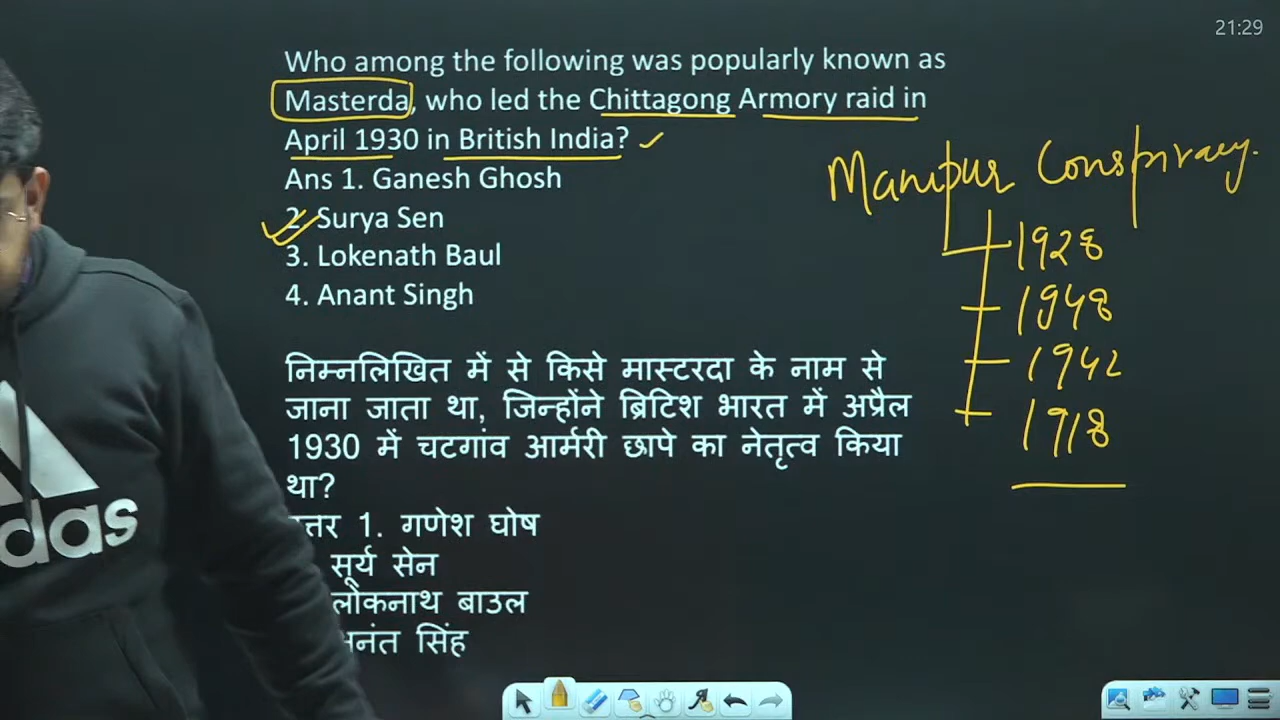 21:29
Who among the following was popularly known as
Masterda, who led the Chittagong Armory raid in
April 1930 in British India?
Ans 1. Ganesh Ghosh
2. Surya Sen
3. Lokenath Baul
4. Anant Singh
Manipur Conspiracy.
1928
1948
1942
1918
निम्नलिखित में से किसे मास्टरदा के नाम से
जाना जाता था, जिन्होंने ब्रिटिश भारत में अप्रैल
1930 में चटगांव आर्मरी छापे का नेतृत्व किया
था?
त्तर 1. गणेश घोष
सूर्य सेन
लोकनाथ बाउल
नंत सिंह
das